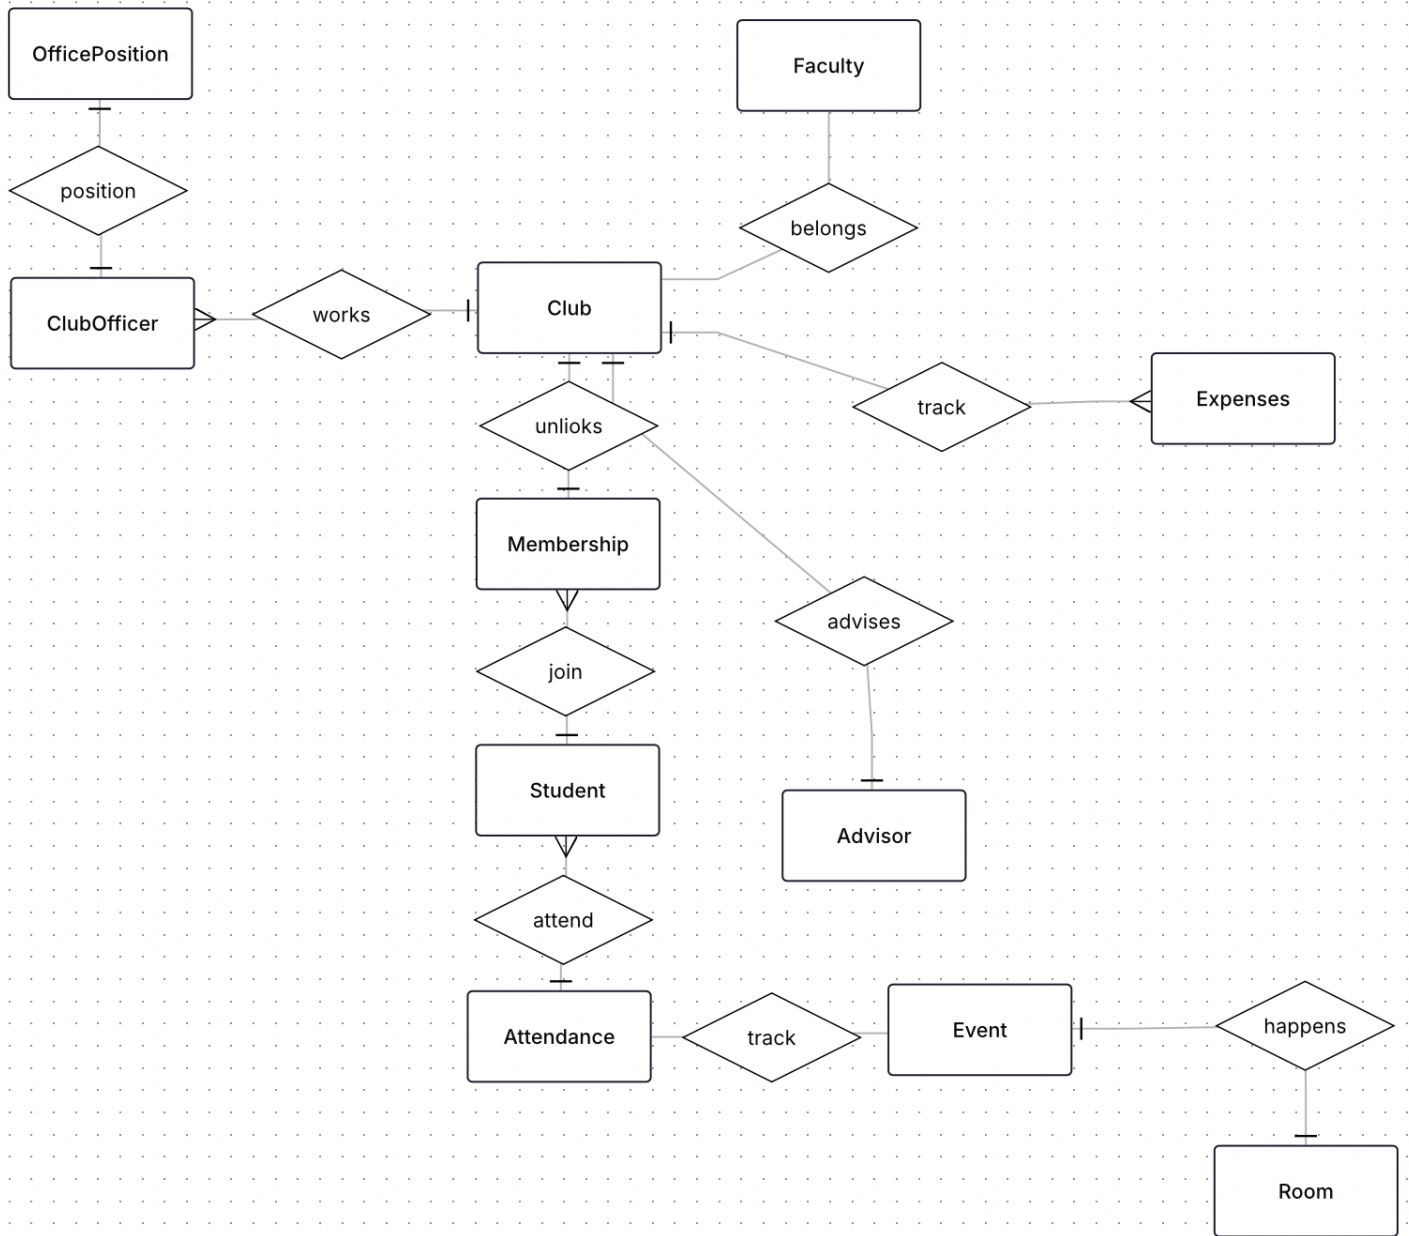 OfficePosition
Faculty
position
belongs
ClubOfficer
works
Club
track
Expenses
unlioks
Membership
advises
join
Student
Advisor
attend
Attendance
track
Event
happens
Room